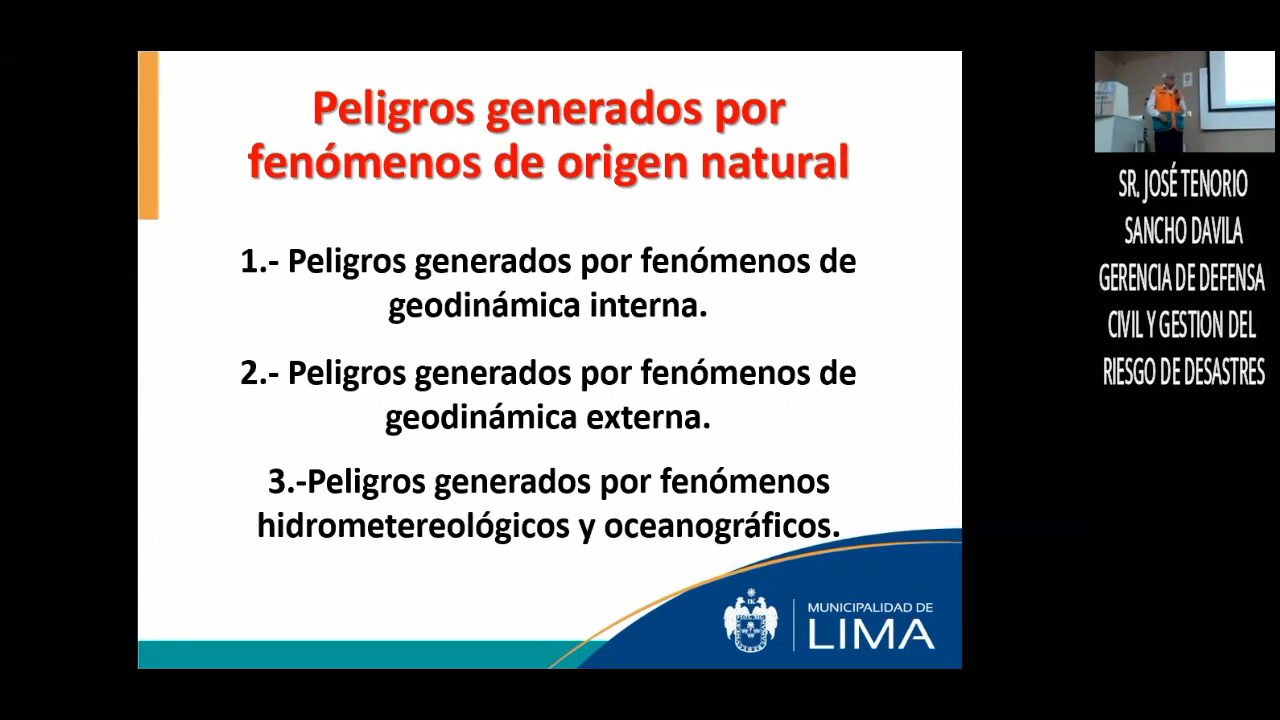 Peligros generados por
fenómenos de origen natural
1.- Peligros generados por fenómenos de
geodinámica interna.
2.- Peligros generados por fenómenos de
geodinámica externa.
3.-Peligros generados por fenómenos
hidrometereológicos y oceanográficos.
MUNICIPALIDAD DE
LIMA
SR. JOSÉ TENORIO
SANCHO DAVILA
GERENCIA DE DEFENSA
CIVIL Y GESTION DEL
RIESGO DE DESASTRES